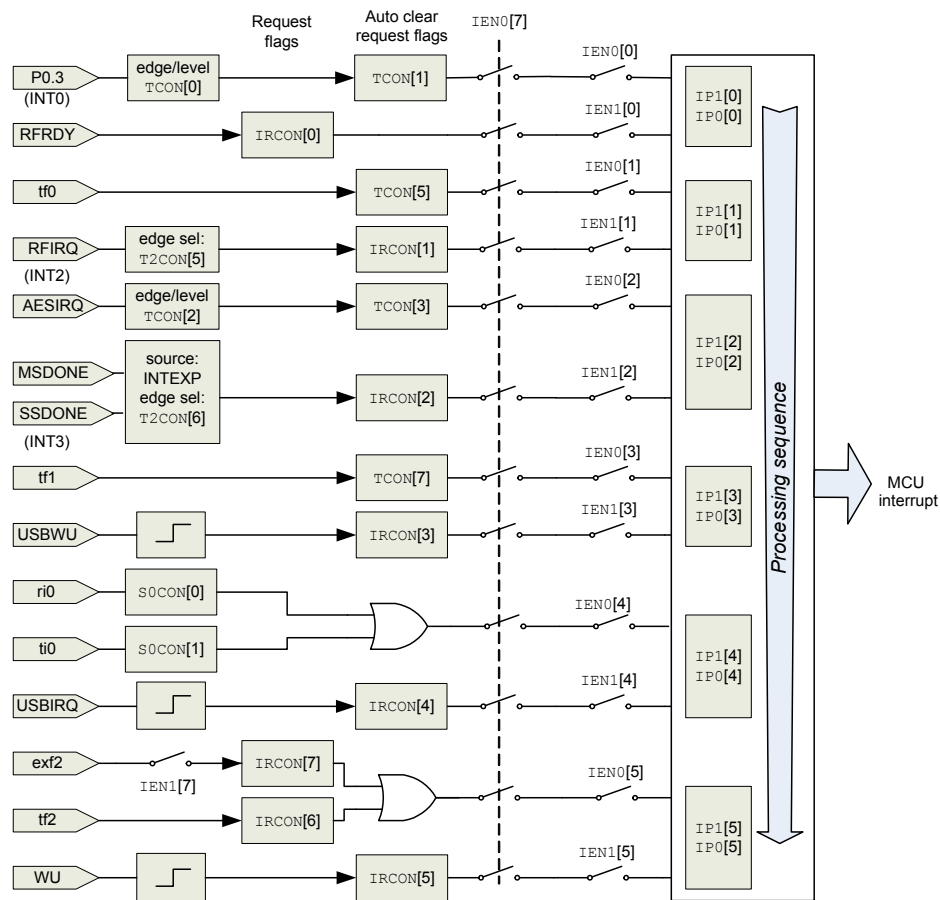 Request
flags
Auto clear
request flags
IEN0[7]
P0.3
(INT0)
edge/level
TCON[0]
TCON[1]
IEN0[0]
IP1[0]
IP0[0]
RFRDY
IRCON[0]
IEN1[0]
tf0
TCON[5]
IEN0[1]
IP1[1]
IP0[1]
RFIRQ
(INT2)
edge sel:
T2CON[5]
IRCON[1]
IEN1[1]
AESIRQ
edge/level
TCON[2]
TCON[3]
IEN0[2]
IP1[2]
IP0[2]
MSDONE
SSDONE
(INT3)
source:
INTEXP
edge sel:
T2CON[6]
IRCON[2]
IEN1[2]
tf1
TCON[7]
IEN0[3]
IP1[3]
IP0[3]
USBWU
IRCON[3]
IEN1[3]
ri0
S0CON[0]
ti0
S0CON[1]
IEN0[4]
IP1[4]
IP0[4]
USBIRQ
IRCON[4]
IEN1[4]
exf2
IEN1[7]
IRCON[7]
tf2
IRCON[6]
IEN0[5]
IP1[5]
IP0[5]
WU
IRCON[5]
IEN1[5]
Processing sequence
MCU
interrupt